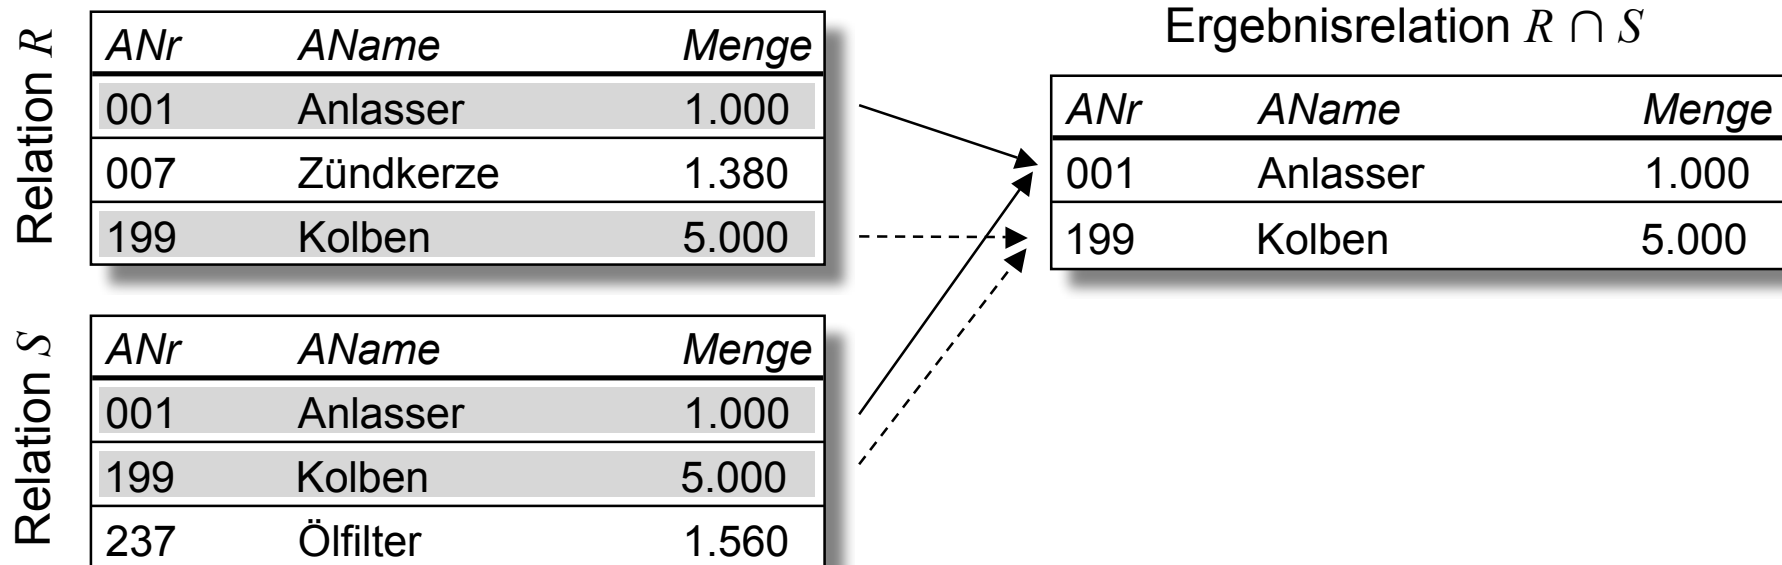 Relation R
ANr AName Menge
001 Anlasser 1.000
007 Zündkerze 1.380
199 Kolben 5.000
Relation S
ANr AName Menge
001 Anlasser 1.000
199 Kolben 5.000
237 Ölfilter 1.560
Ergebnisrelation R ∩ S
ANr AName Menge
001 Anlasser 1.000
199 Kolben 5.000